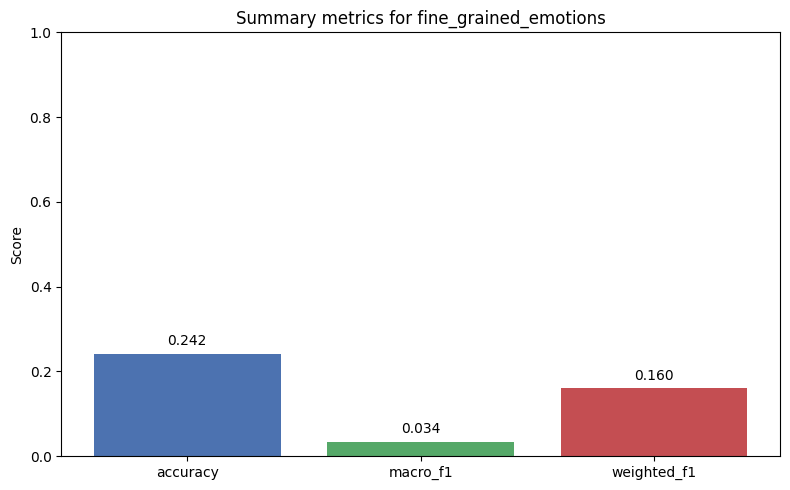 Summary metrics for fine_grained_emotions
1.0
0.8
0.6
0.4
0.2
0.0
Score
0.242
0.034
0.160
accuracy
macro_f1
weighted_f1